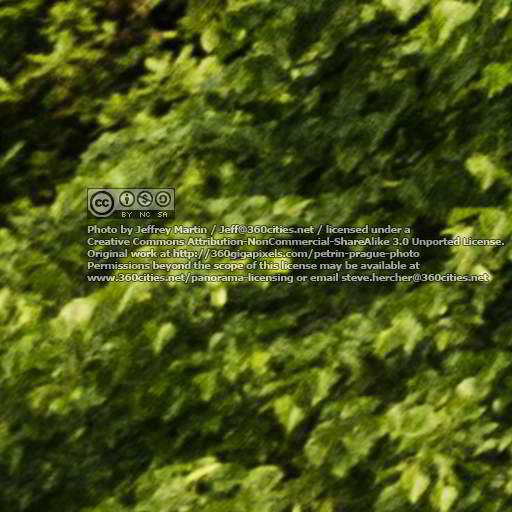 cc
BY NC SA
Photo by Jeffrey Martin / Jeff@360cities.net / licensed under a
Creative Commons Attribution-NonCommercial-ShareAlike 3.0 Unported License.
Original work at http://360gigapixels.com/petrin-prague-photo
Permissions beyond the scope of this license may be available at
www.360cities.net/panorama-licensing or email steve.hercher@360cities.net